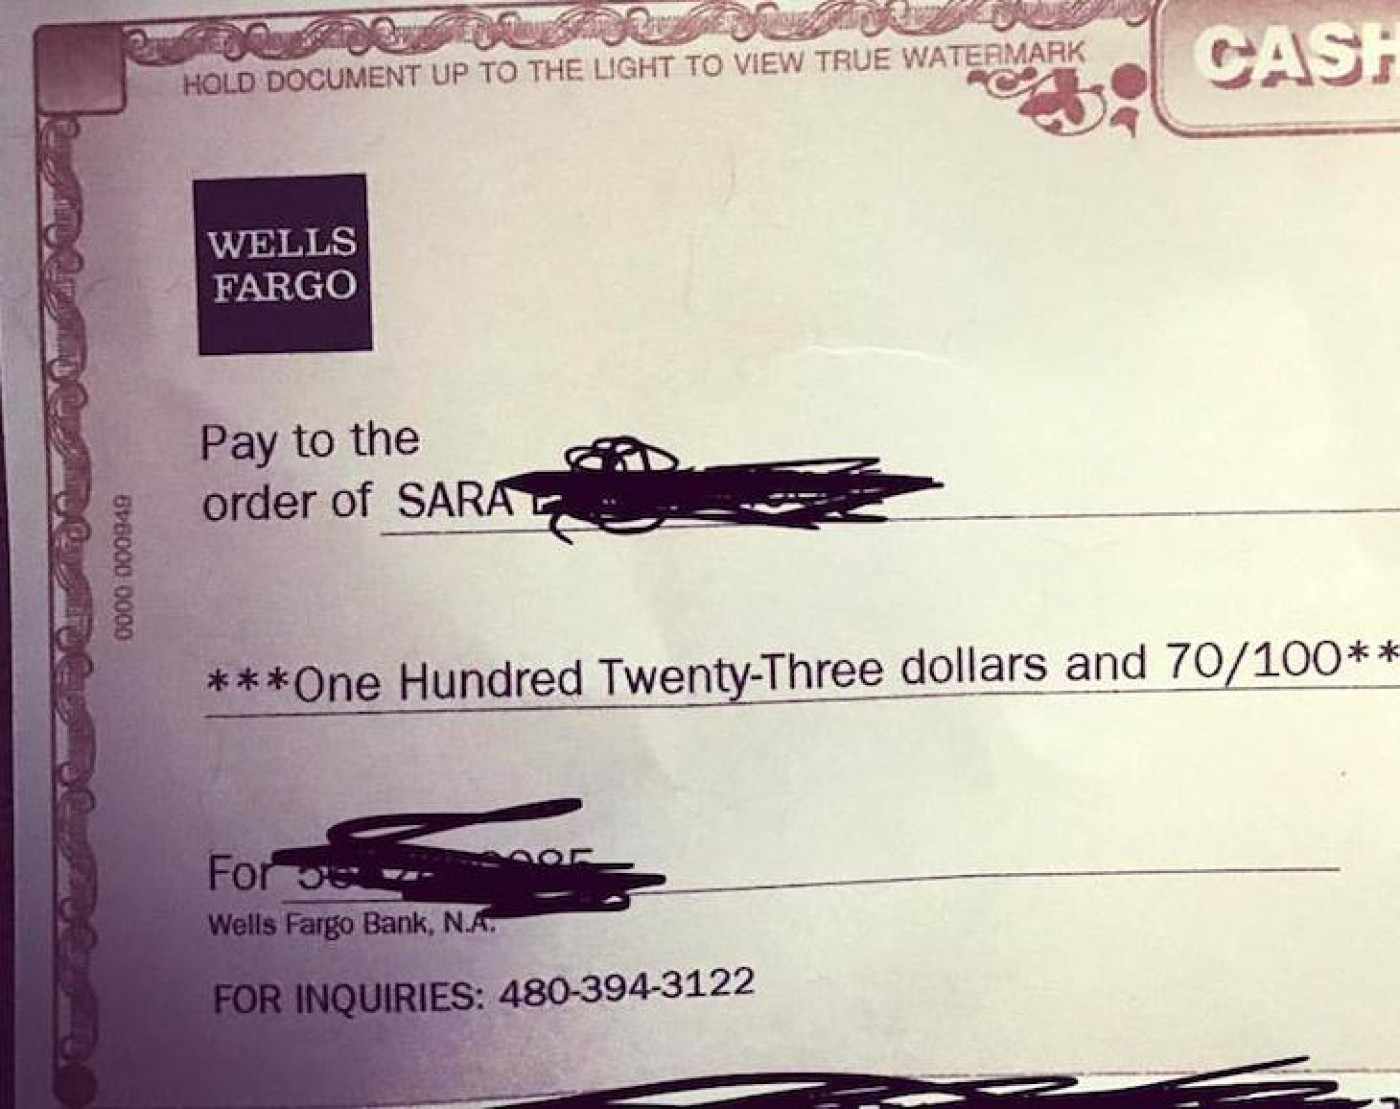 HOLD DOCUMENT UP TO THE LIGHT TO VIEW TRUE WATERMARK
CASH
WELLS
FARGO
Pay to the
order of SARA
0000 000949
***One Hundred Twenty-Three dollars and 70/100**
For
Wells Fargo Bank, N.A.
FOR INQUIRIES: 480-394-3122